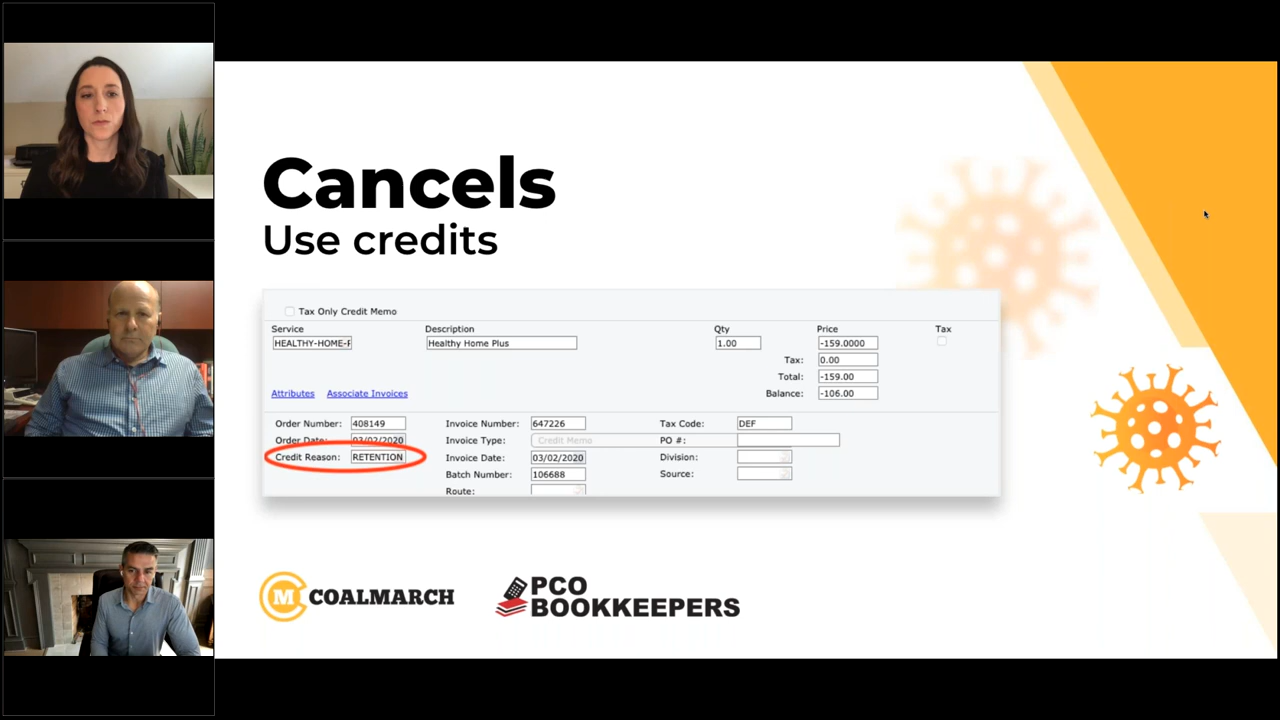 Cancels
Use credits
Tax Only Credit Memo
Service Description Qty Price Tax
HEALTHY-HOME-F Healthy Home Plus 1.00 -159.0000
Tax: 0.00
Total: -159.00
Attributes Associate Invoices Balance: -106.00
Order Number: 408149 Invoice Number: 647226 Tax Code: DEF
Order Date: 03/02/2020 Invoice Type: Credit Memo PO #:
Credit Reason: RETENTION Invoice Date: 03/02/2020 Division:
Batch Number: 106688 Source:
Route:
M COALMARCH
PCO
BOOKKEEPERS